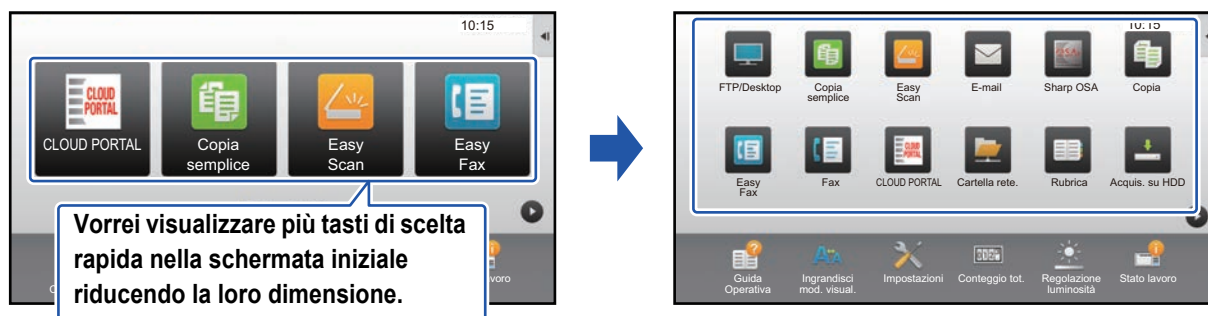 10:15
CLOUD
PORTAL
CLOUD PORTAL
Copia
semplice
Easy
Scan
Easy
Fax
Vorrei visualizzare più tasti di scelta
rapida nella schermata iniziale
riducendo la loro dimensione.
10:15
FTP/Desktop
Copia
semplice
Easy
Scan
E-mail
OSA
Sharp OSA
Copia
Easy
Fax
Fax
CLOUD
PORTAL
CLOUD PORTAL
Cartella rete.
Rubrica
Acquis. su HDD
Guida
Operativa
Ingrandisci
mod. visual.
Impostazioni
Conteggio tot.
Regolazione
luminosità
Stato lavoro